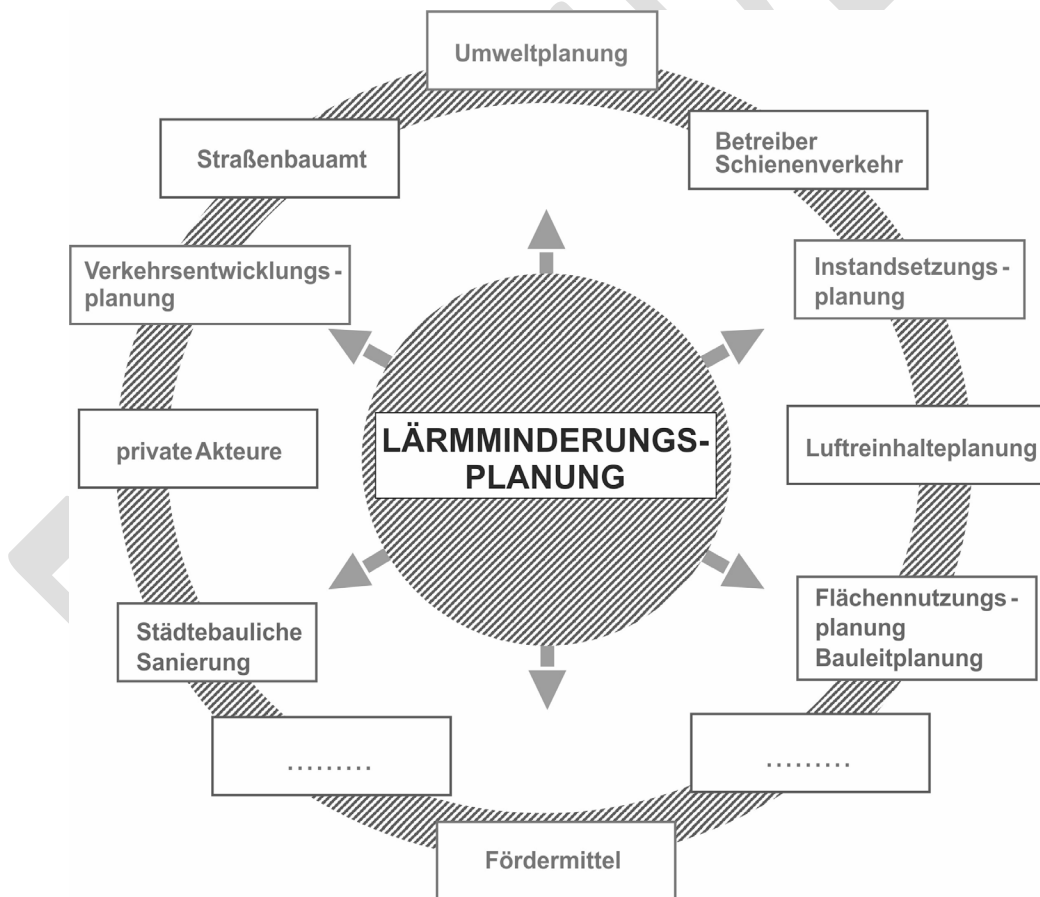 Umweltplanung
Straßenbauamt
Betreiber
Schienenverkehr
Verkehrsentwicklungs-
planung
Instandsetzungs-
planung
private Akteure
LÄRMMINDERUNGS-
PLANUNG
Luftreinhalteplanung
Städtebauliche
Sanierung
Flächennutzungs-
planung
Bauleitplanung
.........
.........
Fördermittel